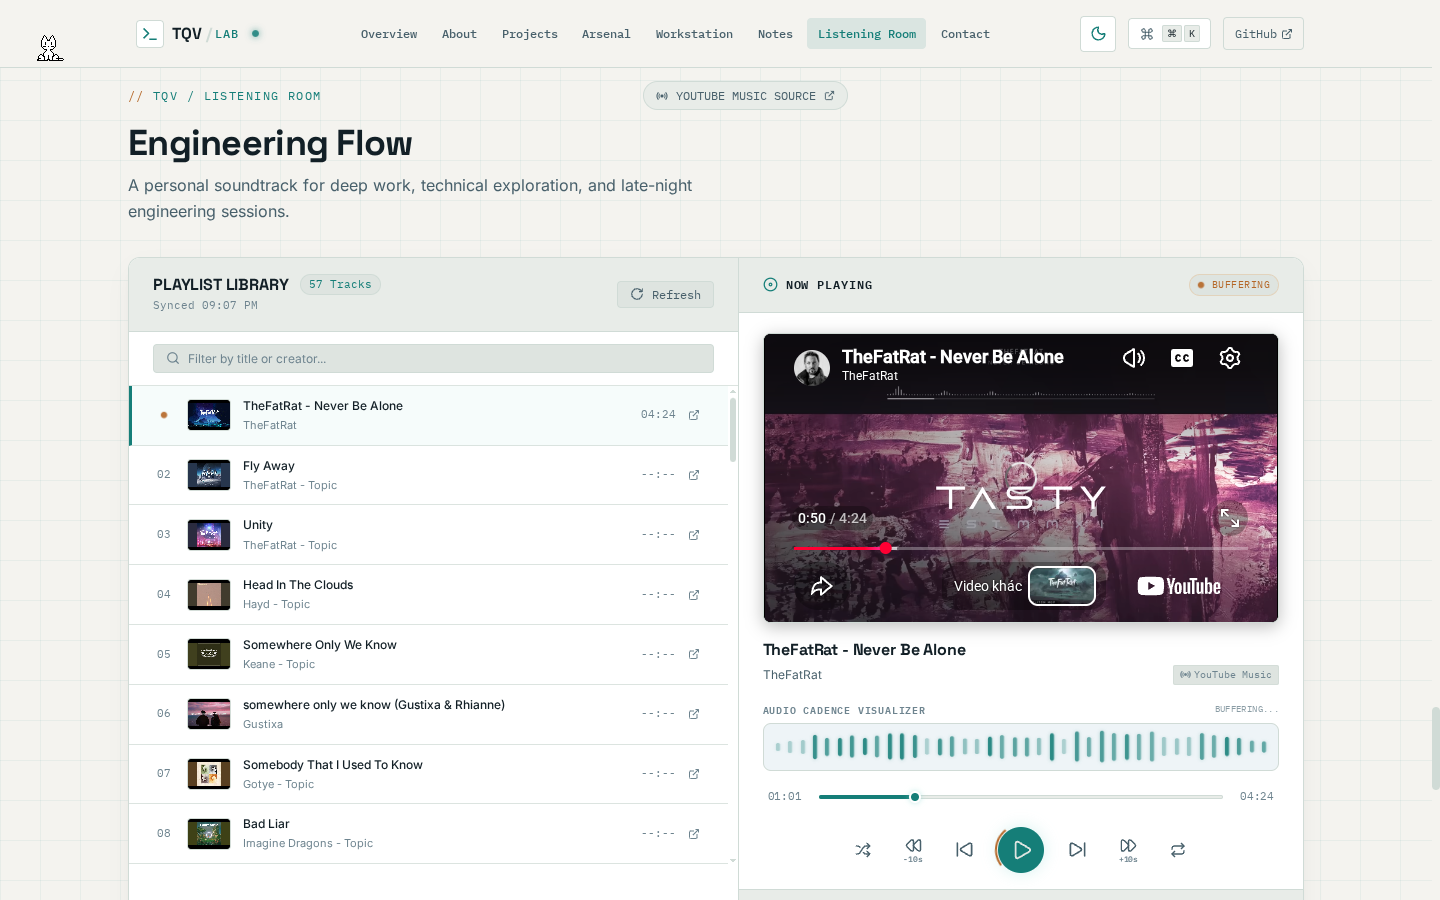 TQV / LAB
Overview
About
Projects
Arsenal
Workstation
Notes
Listening Room
Contact
⌘ ⌘ K
GitHub
// TQV / LISTENING ROOM
YOUTUBE MUSIC SOURCE
Engineering Flow
A personal soundtrack for deep work, technical exploration, and late-night
engineering sessions.
PLAYLIST LIBRARY
57 Tracks
Synced 09:07 PM
Refresh
Filter by title or creator...
TheFatRat - Never Be Alone
TheFatRat
04:24
02
Fly Away
TheFatRat - Topic
--:--
03
Unity
TheFatRat - Topic
--:--
04
Head In The Clouds
Hayd - Topic
--:--
05
Somewhere Only We Know
Keane - Topic
--:--
06
somewhere only we know (Gustixa & Rhianne)
Gustixa
--:--
07
Somebody That I Used To Know
Gotye - Topic
--:--
08
Bad Liar
Imagine Dragons - Topic
--:--
NOW PLAYING
BUFFERING
TheFatRat - Never Be Alone
TheFatRat
CC
TASTY
0:50 / 4:24
Video khác
TheFatRat
YouTube
TheFatRat - Never Be Alone
TheFatRat
YouTube Music
AUDIO CADENCE VISUALIZER
BUFFERING...
01:01
04:24
-10s
+10s